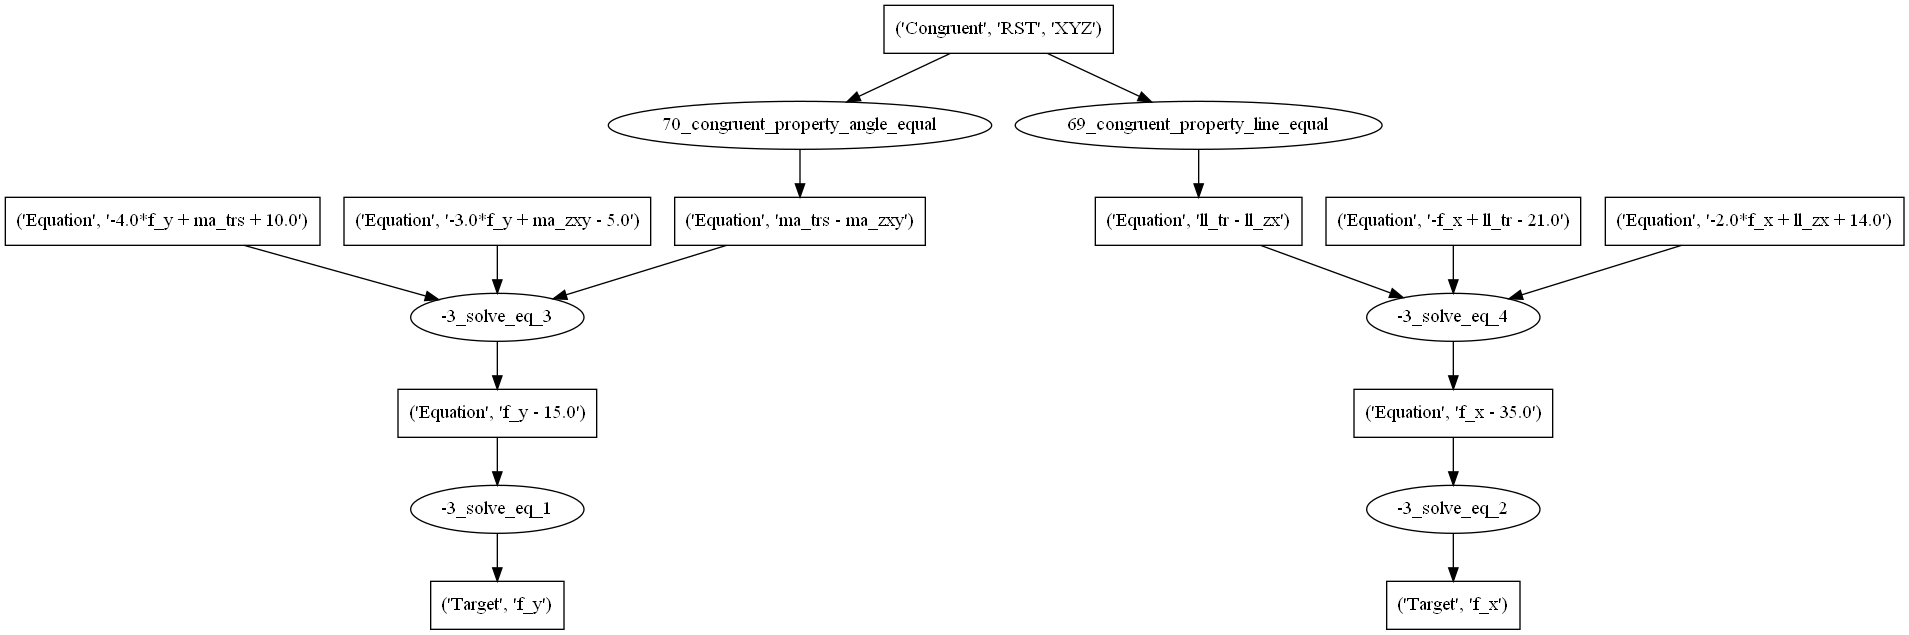 ('Congruent', 'RST', 'XYZ')
70_congruent_property_angle_equal
69_congruent_property_line_equal
('Equation', '-4.0*f_y + ma_trs + 10.0')
('Equation', '-3.0*f_y + ma_zxy - 5.0')
('Equation', 'ma_trs - ma_zxy')
('Equation', 'll_tr - ll_zx')
('Equation', '-f_x + ll_tr - 21.0')
('Equation', '-2.0*f_x + ll_zx + 14.0')
-3_solve_eq_3
-3_solve_eq_4
('Equation', 'f_y - 15.0')
('Equation', 'f_x - 35.0')
-3_solve_eq_1
-3_solve_eq_2
('Target', 'f_y')
('Target', 'f_x')